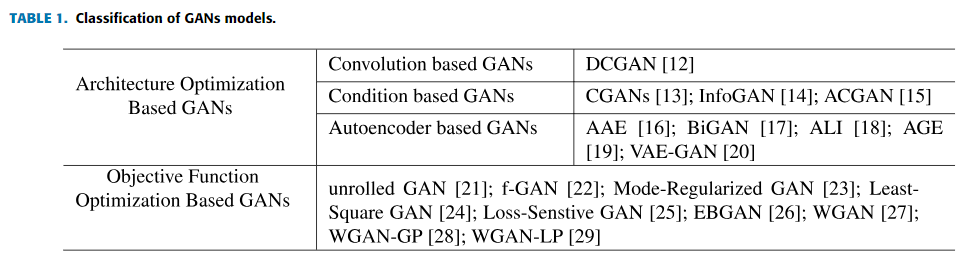 TABLE 1. Classification of GANs models.
Architecture Optimization
Based GANs
Convolution based GANs
DCGAN [12]
Condition based GANs
CGANs [13]; InfoGAN [14]; ACGAN [15]
Autoencoder based GANs
AAE [16]; BiGAN [17]; ALI [18]; AGE
[19]; VAE-GAN [20]
Objective Function
Optimization Based GANs
unrolled GAN [21]; f-GAN [22]; Mode-Regularized GAN [23]; Least-
Square GAN [24]; Loss-Senstive GAN [25]; EBGAN [26]; WGAN [27];
WGAN-GP [28]; WGAN-LP [29]